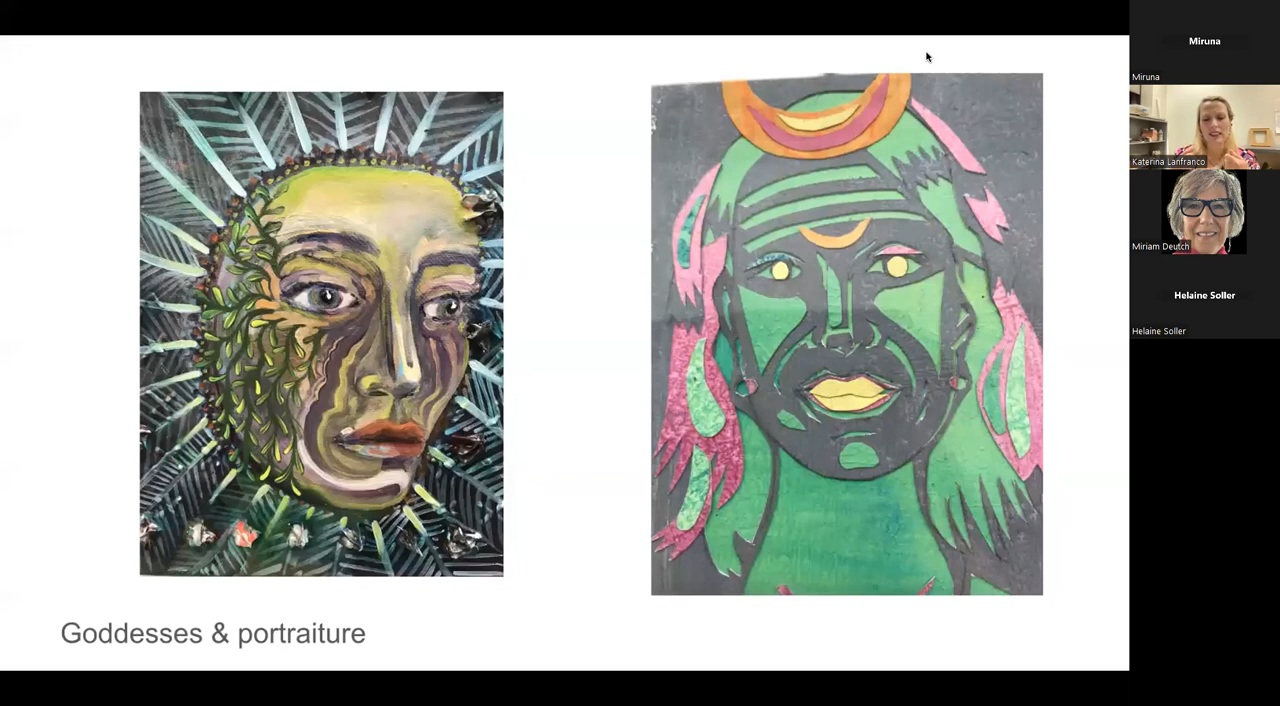 Goddesses & portraiture
Miruna
Miruna
Katerina Lanfranco
Miriam Deutch
Helaine Soller
Helaine Soller